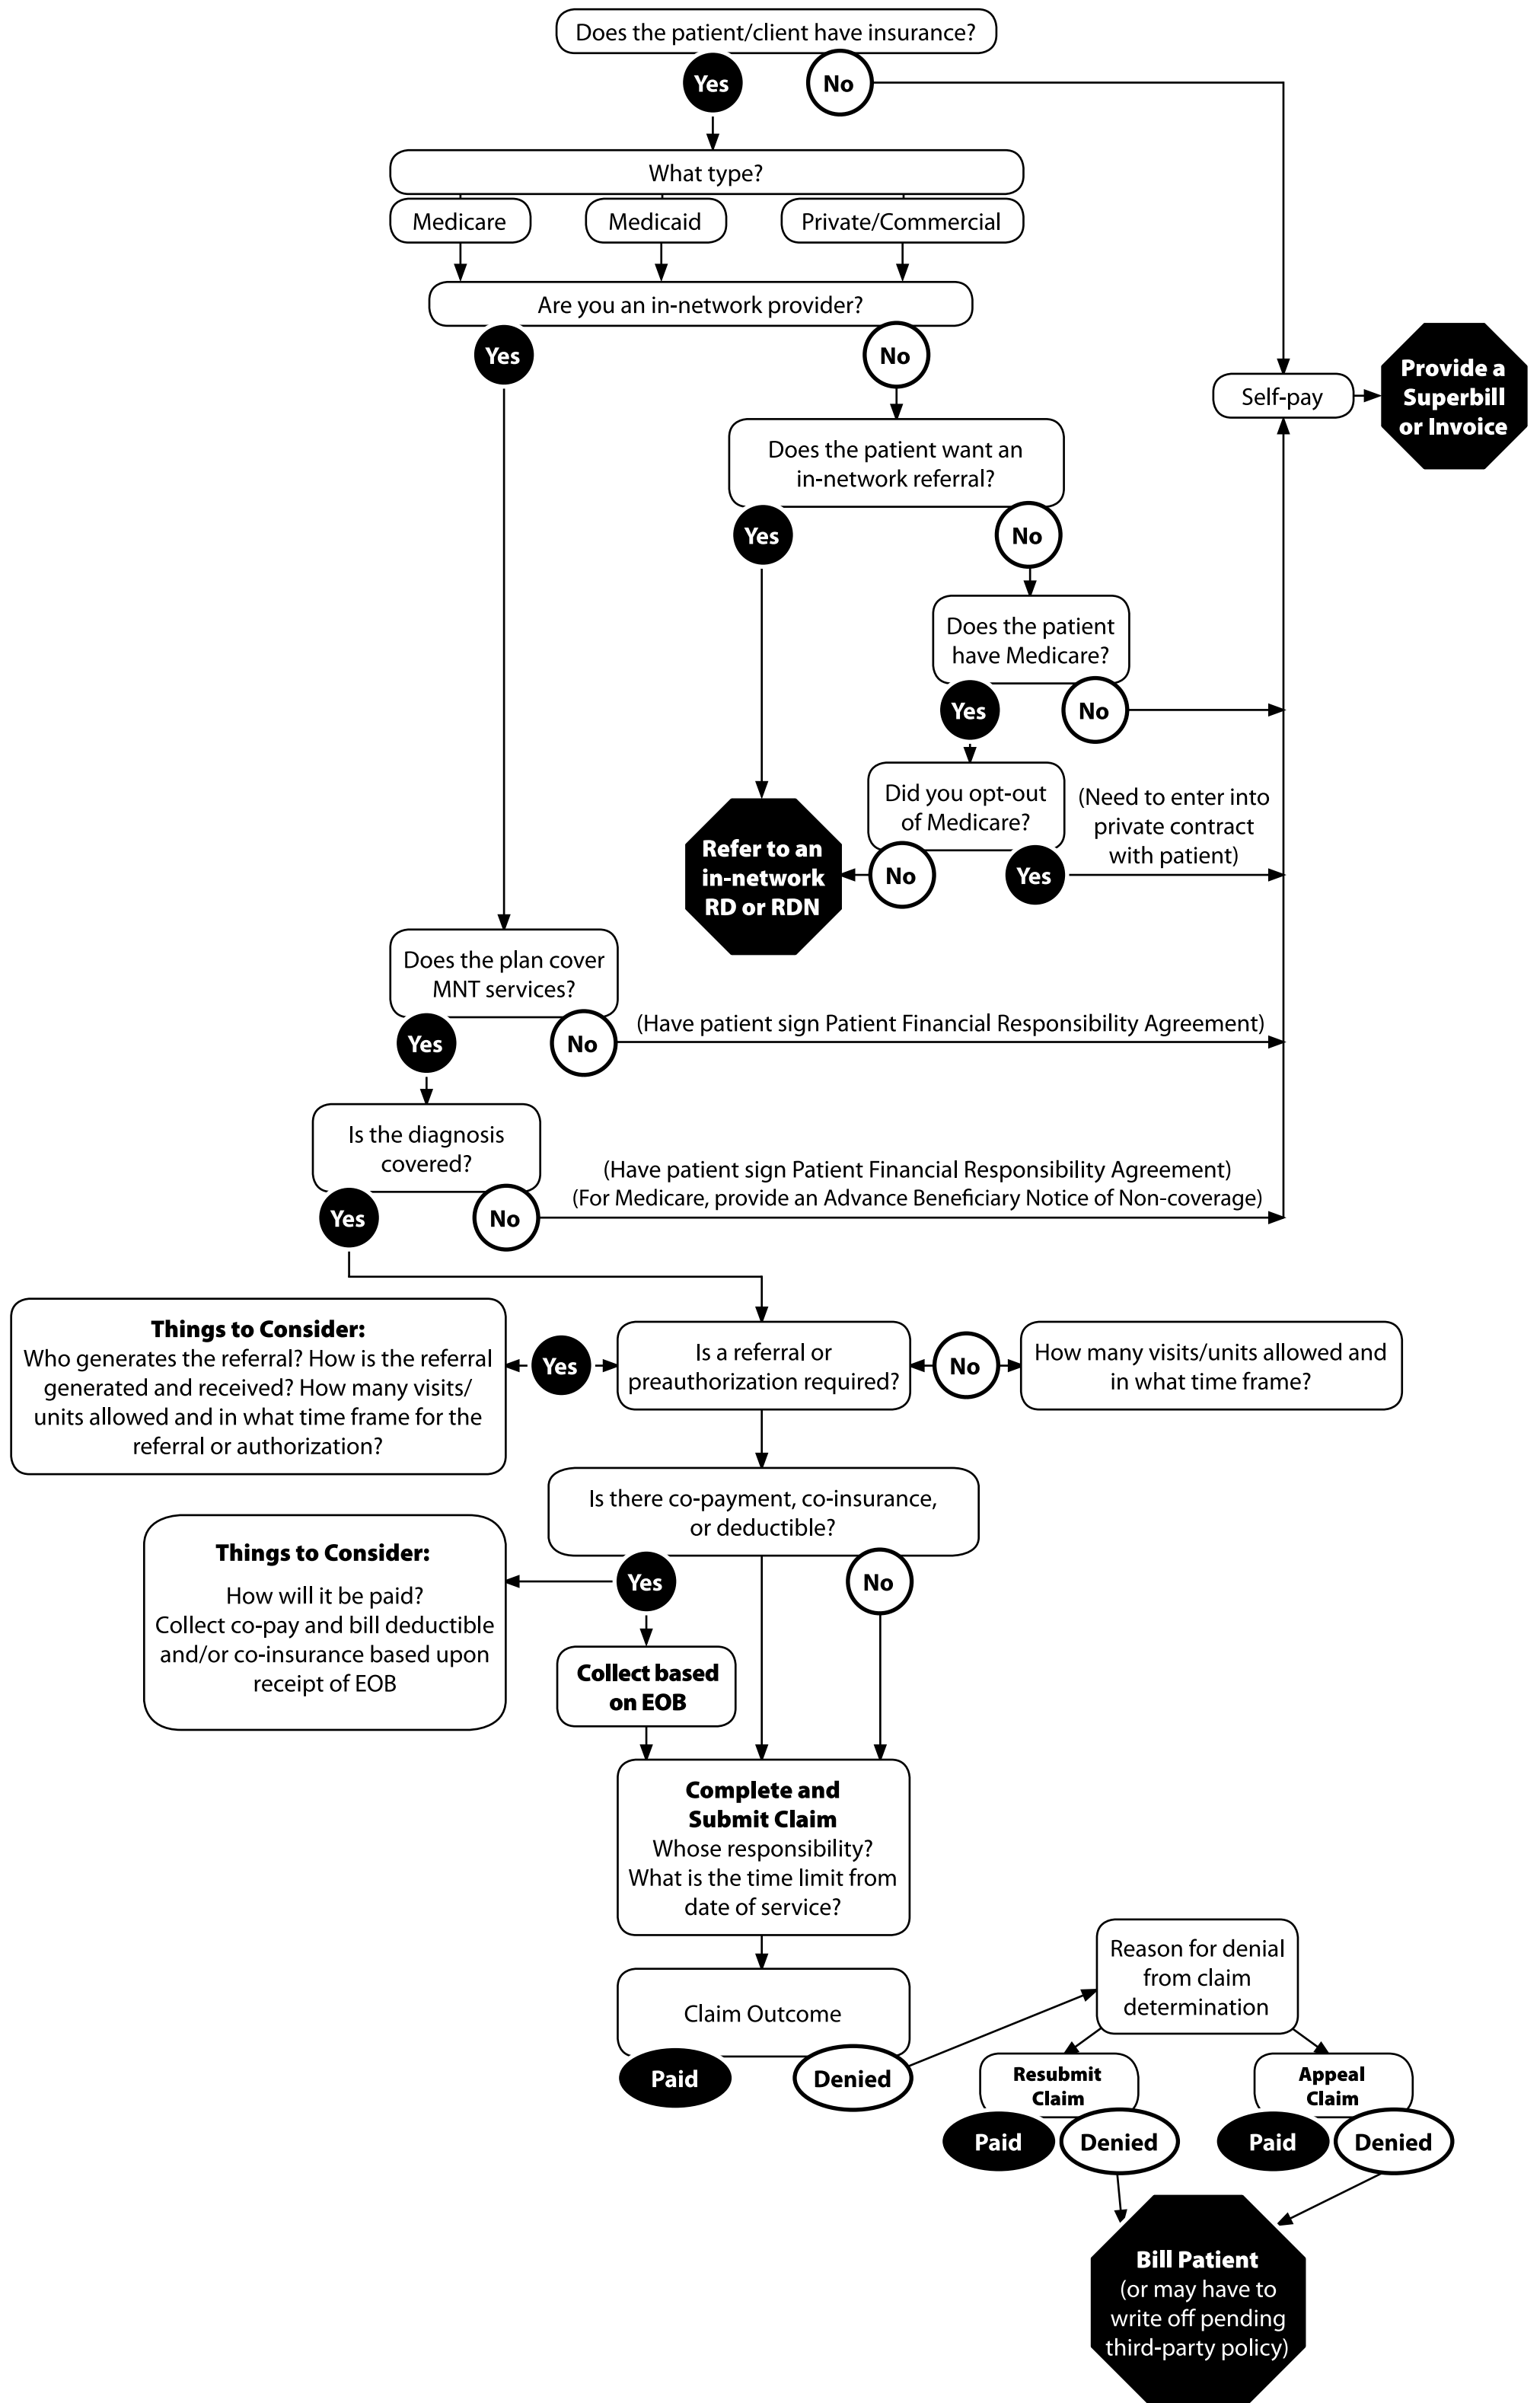 Does the patient/client have insurance?
Yes
No
What type?
Medicare
Medicaid
Private/Commercial
Are you an in-network provider?
Yes
No
Self-pay
Provide a
Superbill
or Invoice
Does the patient want an
in-network referral?
Yes
No
Does the patient
have Medicare?
Yes
No
Did you opt-out
of Medicare?
No
Yes
(Need to enter into
private contract
with patient)
Refer to an
in-network
RD or RDN
Does the plan cover
MNT services?
Yes
No
(Have patient sign Patient Financial Responsibility Agreement)
Is the diagnosis
covered?
Yes
No
(Have patient sign Patient Financial Responsibility Agreement)
(For Medicare, provide an Advance Beneficiary Notice of Non-coverage)
Things to Consider:
Who generates the referral? How is the referral
generated and received? How many visits/
units allowed and in what time frame for the
referral or authorization?
Yes
Is a referral or
preauthorization required?
No
How many visits/units allowed and
in what time frame?
Is there co-payment, co-insurance,
or deductible?
Yes
No
Things to Consider:
How will it be paid?
Collect co-pay and bill deductible
and/or co-insurance based upon
receipt of EOB
Collect based
on EOB
Complete and
Submit Claim
Whose responsibility?
What is the time limit from
date of service?
Claim Outcome
Paid
Denied
Reason for denial
from claim
determination
Resubmit
Claim
Paid
Denied
Appeal
Claim
Paid
Denied
Bill Patient
(or may have to
write off pending
third-party policy)